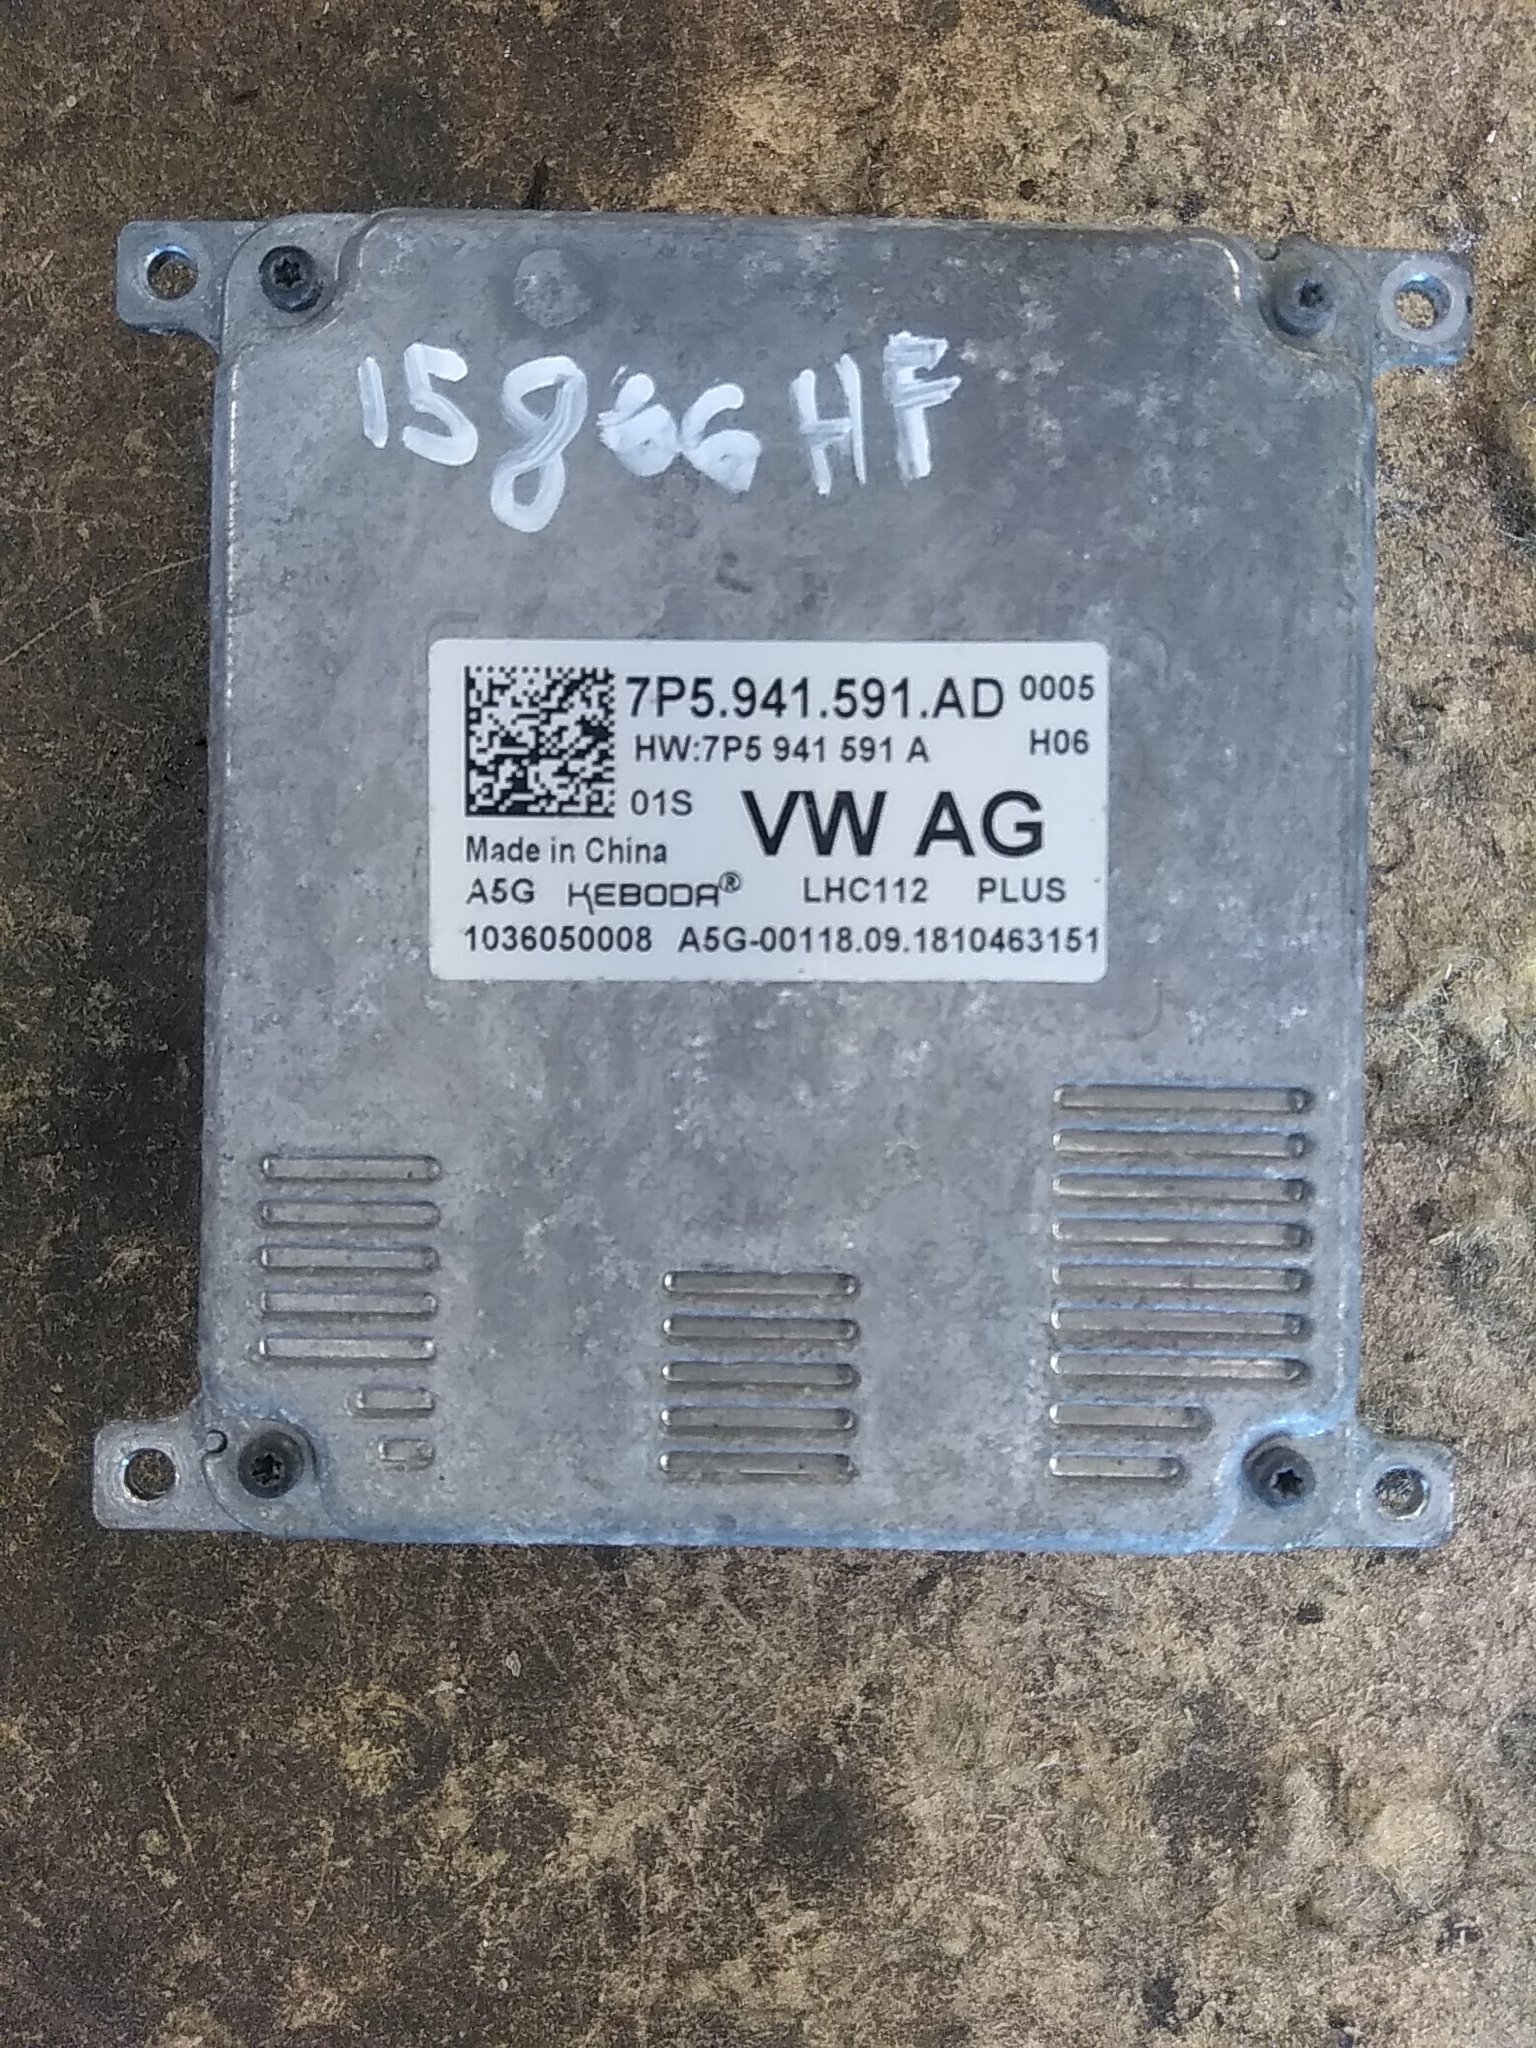 15866HF
7P5.941.591.AD 0005
HW:7P5 941 591 A H06
01S VW AG
Made in China
A5G KEBODA® LHC112 PLUS
1036050008 A5G-00118.09.1810463151